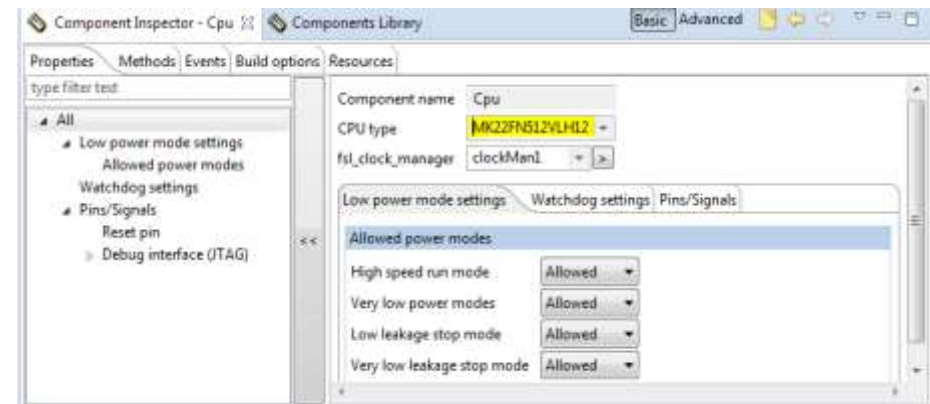 Component Inspector - Cpu Components Library Basic Advanced
Properties Methods Events Build options Resources
type filter text
All
Low power mode settings
Allowed power modes
Watchdog settings
Pins/Signals
Reset pin
Debug interface (JTAG)
<<
Component name Cpu
CPU type MK22FN512VLH12
fsl_clock_manager clockMan1 >
Low power mode settings Watchdog settings Pins/Signals
Allowed power modes
High speed run mode Allowed
Very low power modes Allowed
Low leakage stop mode Allowed
Very low leakage stop mode Allowed